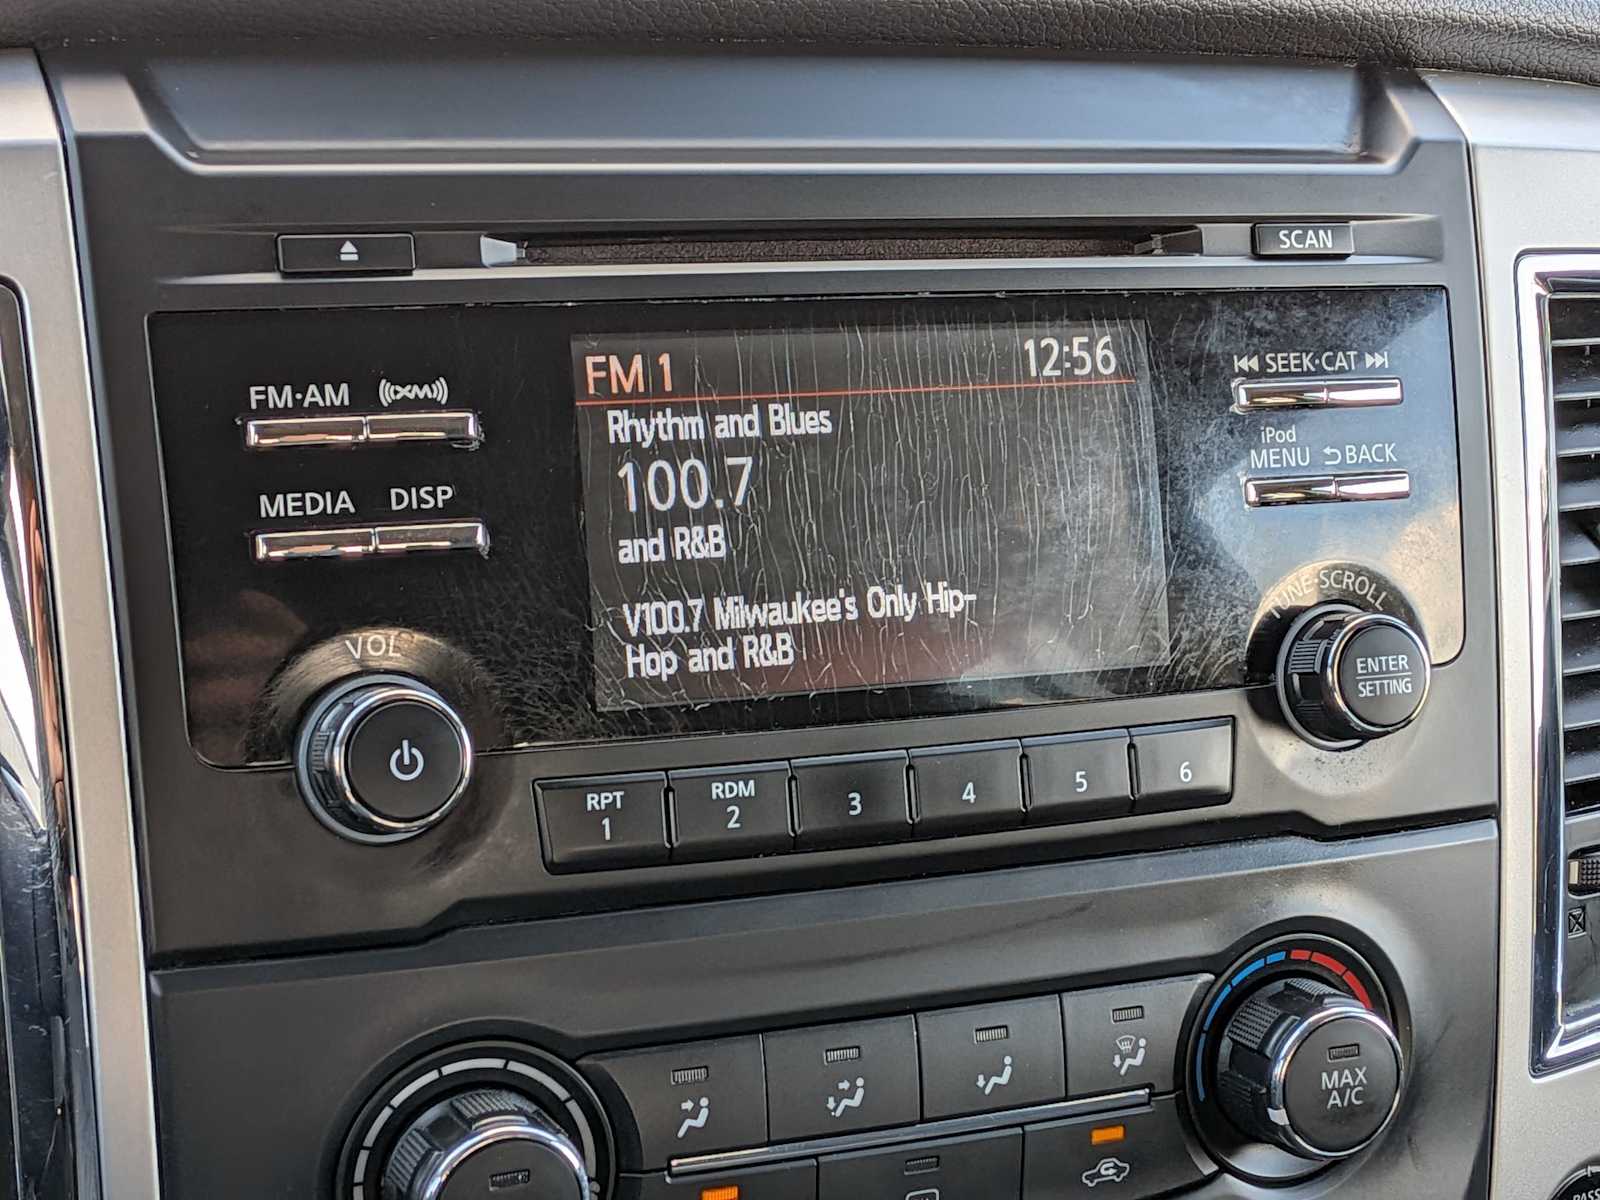 SCAN
FM 1 12:56
FM·AM ((XM))
SEEK·CAT
Rhythm and Blues
100.7
iPod
MENU BACK
MEDIA DISP
and R&B
V100.7 Milwaukee's Only Hip-
Hop and R&B
TUNE·SCROLL
VOL
ENTER
SETTING
RPT
1
RDM
2
3
4
5
6
MAX
A/C
PASS